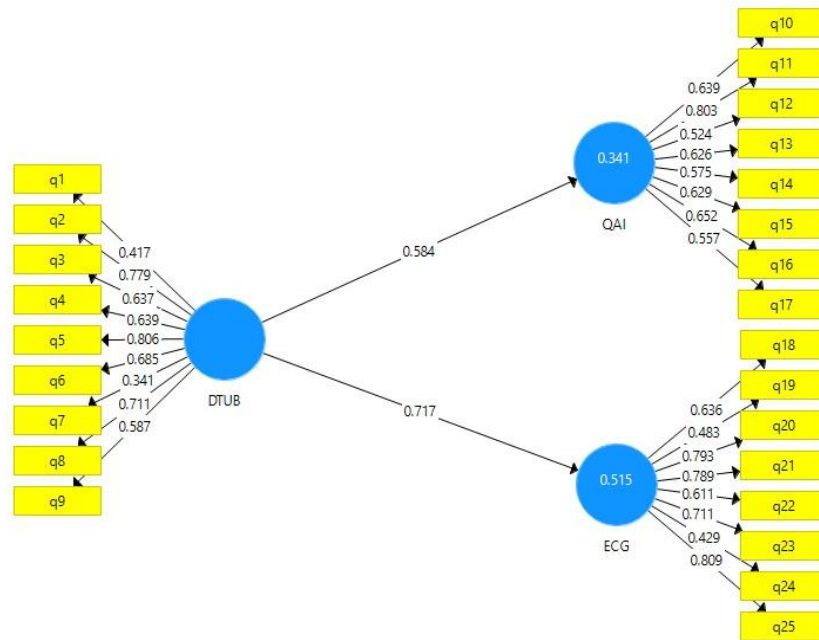 q1
q2
q3
q4
q5
q6
q7
q8
q9
0.417
0.779
0.637
0.639
0.806
0.685
0.341
0.711
0.587
DTUB
0.584
0.717
0.341
QAI
0.515
ECG
0.639
0.803
0.524
0.626
0.575
0.629
0.652
0.557
q10
q11
q12
q13
q14
q15
q16
q17
0.636
0.483
0.793
0.789
0.611
0.711
0.429
0.809
q18
q19
q20
q21
q22
q23
q24
q25